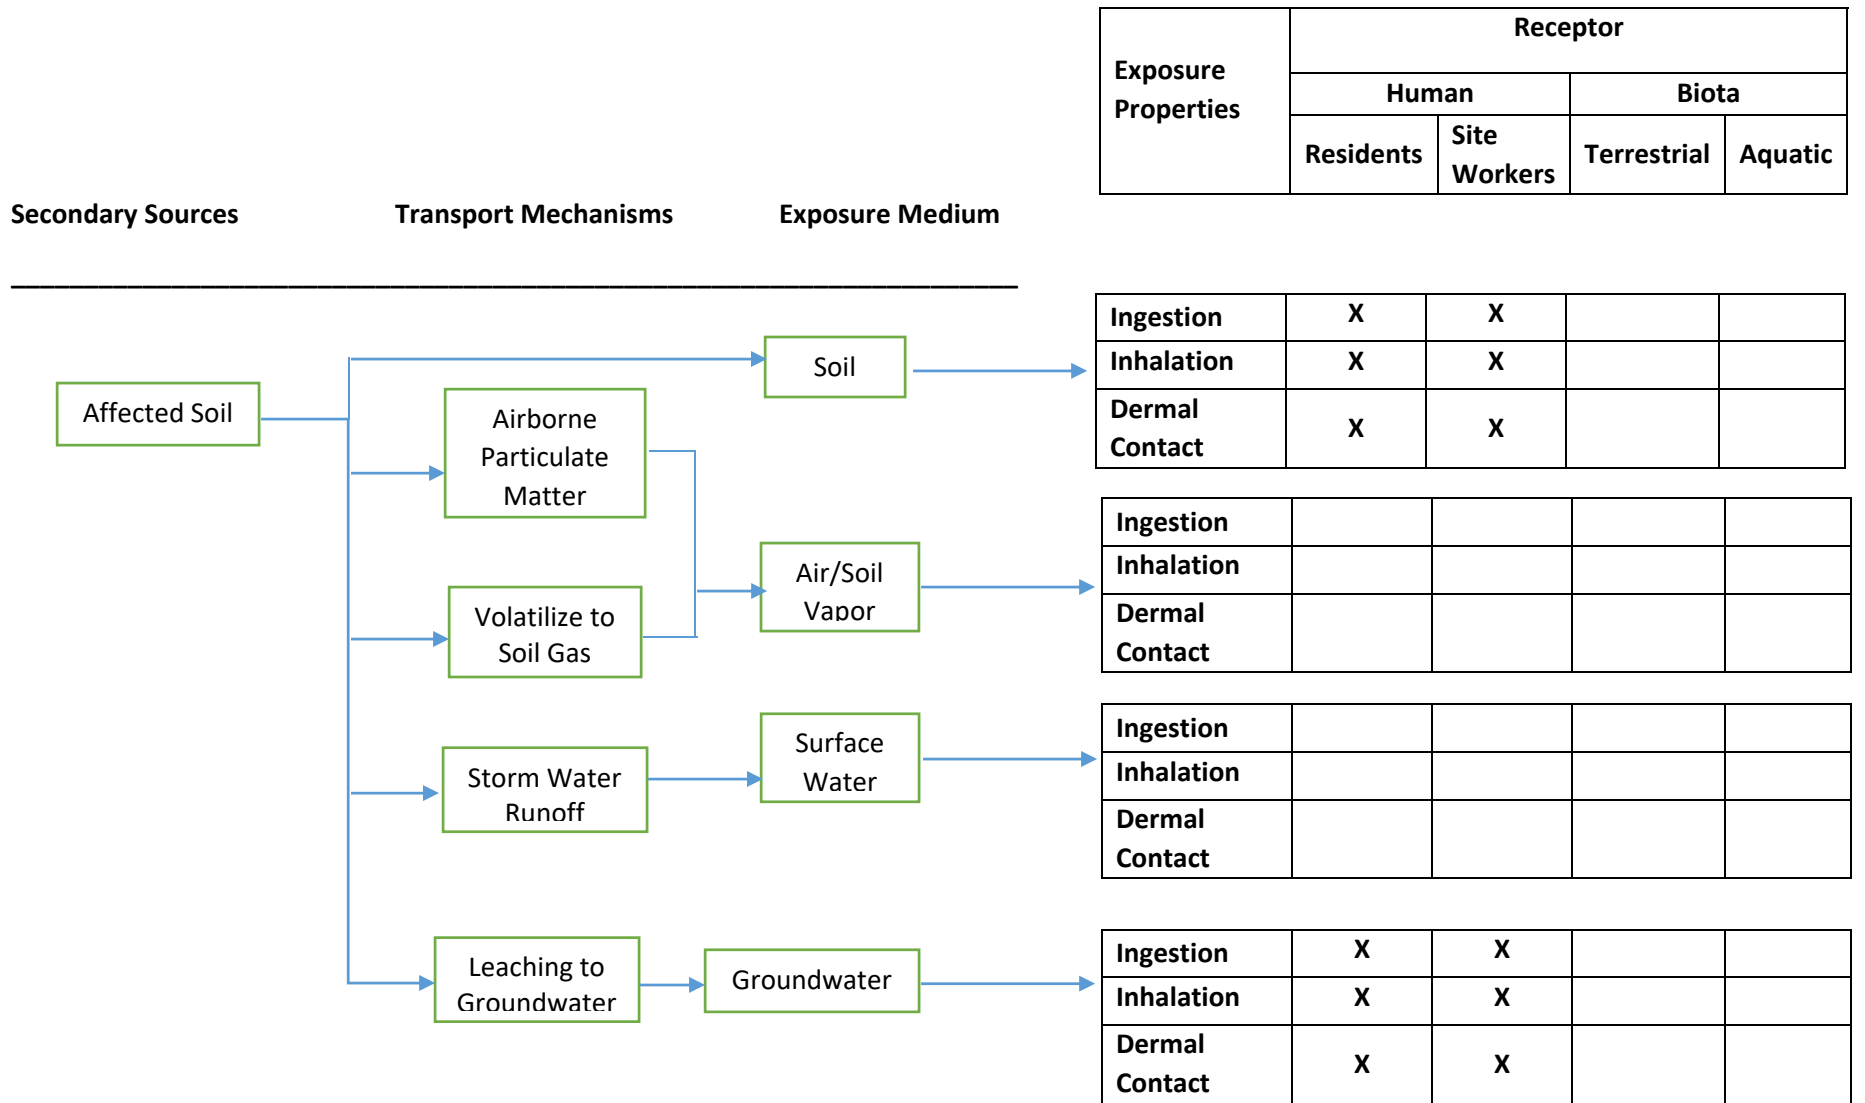 Exposure
Properties
Receptor
Human
Biota
Residents
Site
Workers
Terrestrial
Aquatic
Secondary Sources
Transport Mechanisms
Exposure Medium
Affected Soil
Airborne
Particulate
Matter
Volatilize to
Soil Gas
Storm Water
Runoff
Leaching to
Groundwater
Soil
Air/Soil
Vapor
Surface
Water
Groundwater
Ingestion X X
Inhalation X X
Dermal
Contact X X
Ingestion
Inhalation
Dermal
Contact
Ingestion
Inhalation
Dermal
Contact
Ingestion X X
Inhalation X X
Dermal
Contact X X